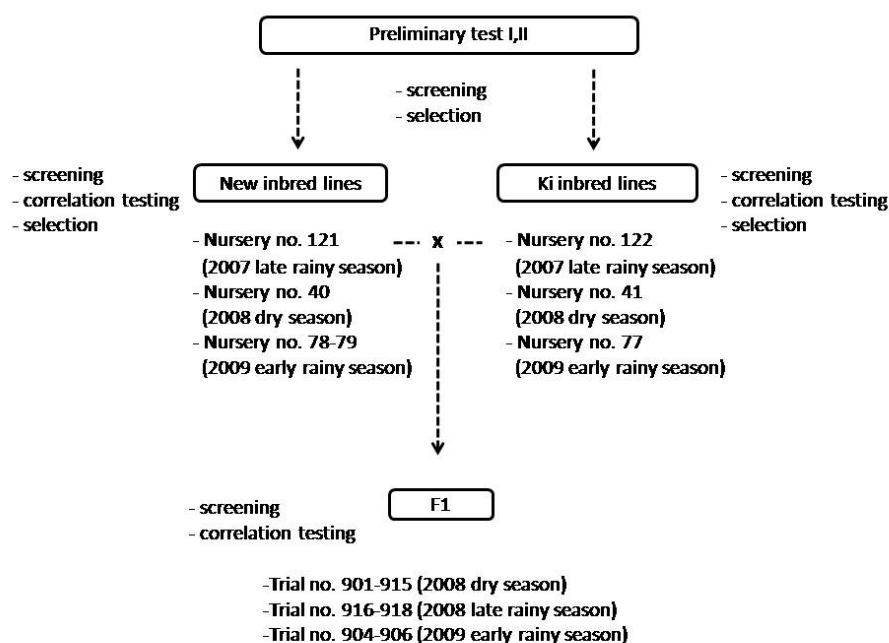 Preliminary test I,II
- screening
- selection
- screening
- correlation testing
- selection
New inbred lines
Ki inbred lines
- screening
- correlation testing
- selection
- Nursery no. 121
(2007 late rainy season)
- Nursery no. 40
(2008 dry season)
- Nursery no. 78-79
(2009 early rainy season)
x
- Nursery no. 122
(2007 late rainy season)
- Nursery no. 41
(2008 dry season)
- Nursery no. 77
(2009 early rainy season)
- screening
- correlation testing
F1
-Trial no. 901-915 (2008 dry season)
-Trial no. 916-918 (2008 late rainy season)
-Trial no. 904-906 (2009 early rainy season)